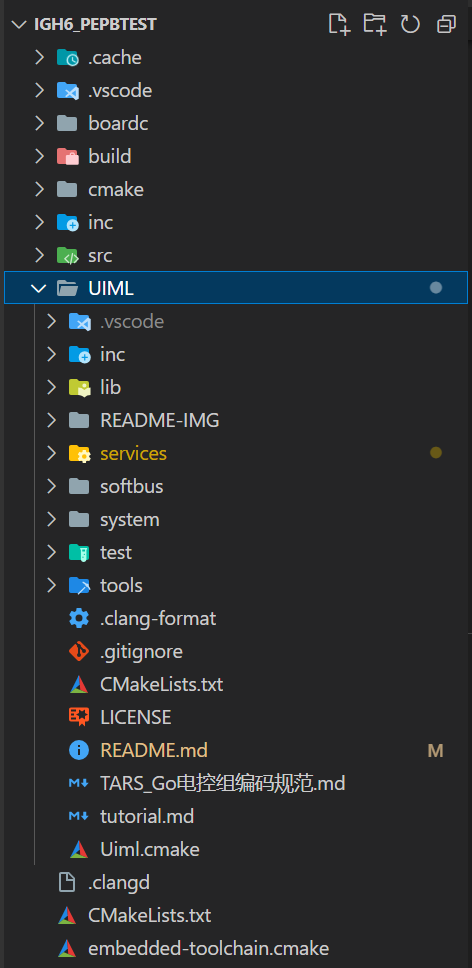 IGH6_PEPBTEST
.cache
.vscode
boardc
build
cmake
inc
src
UIML
.vscode
inc
lib
README-IMG
services
softbus
system
test
tools
.clang-format
.gitignore
CMakeLists.txt
LICENSE
README.md M
TARS_Go电控组编码规范.md
tutorial.md
Uiml.cmake
.clangd
CMakeLists.txt
embedded-toolchain.cmake